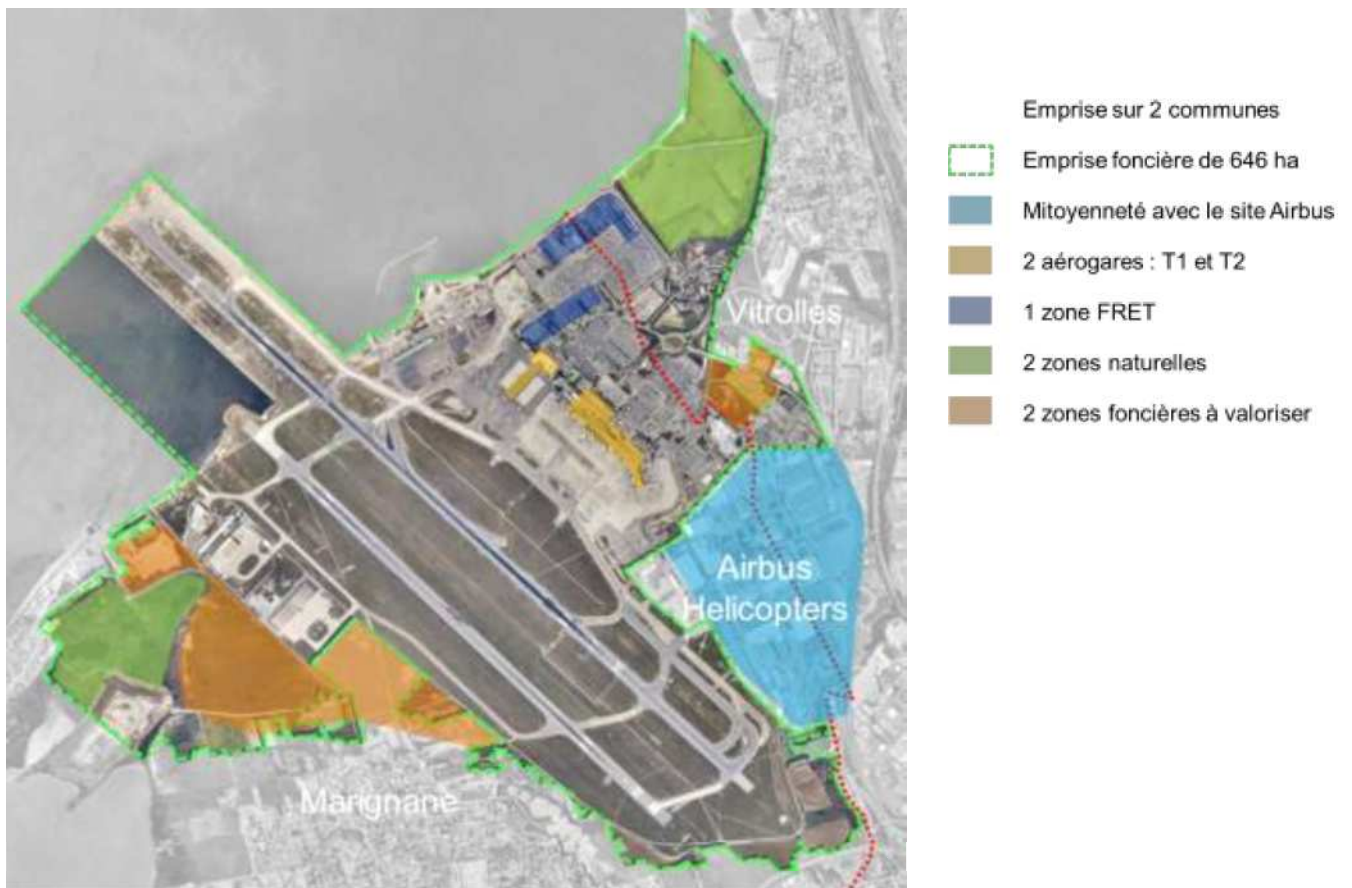 Vitrolles
Airbus
Helicopters
Marignane
Emprise sur 2 communes
Emprise foncière de 646 ha
Mitoyenneté avec le site Airbus
2 aérogares : T1 et T2
1 zone FRET
2 zones naturelles
2 zones foncières à valoriser